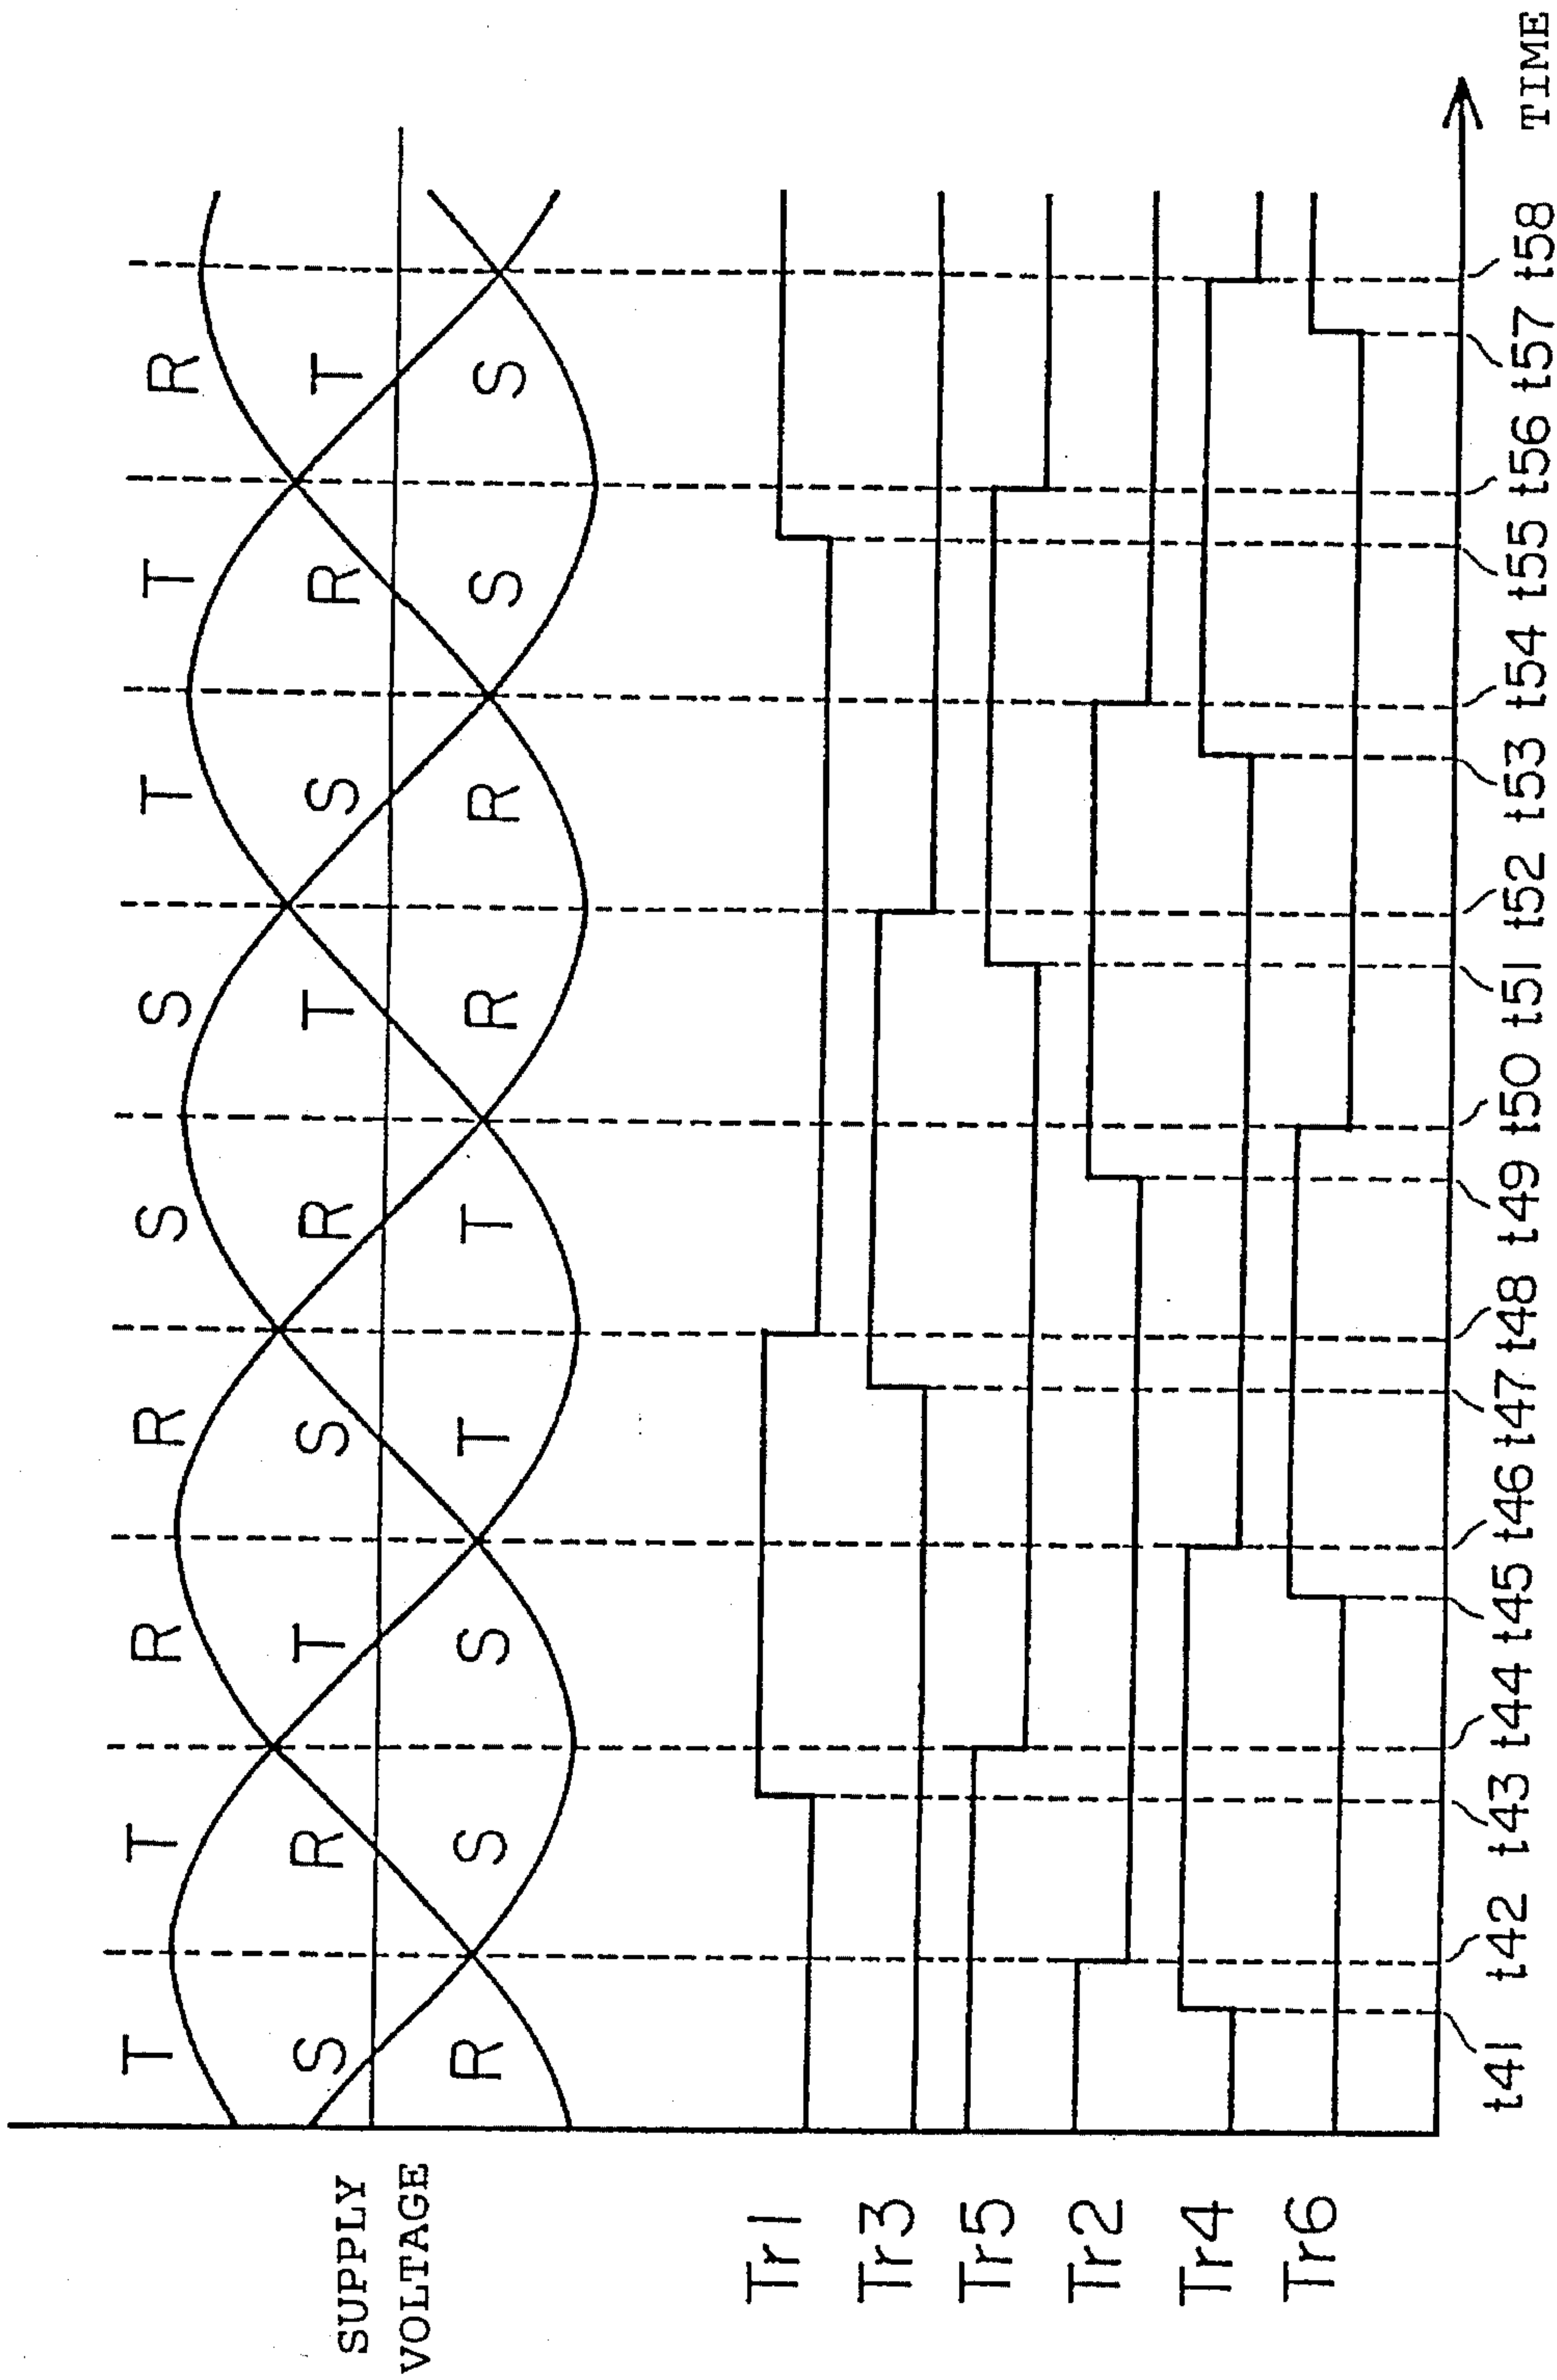 SUPPLY
VOLTAGE
T T R R S S T T R
S R T S R T S R T
R S S T T R R S S
Tr1
Tr3
Tr5
Tr2
Tr4
Tr6
t41 t42 t43 t44 t45 t46 t47 t48 t49 t50 t51 t52 t53 t54 t55 t56 t57 t58 TIME